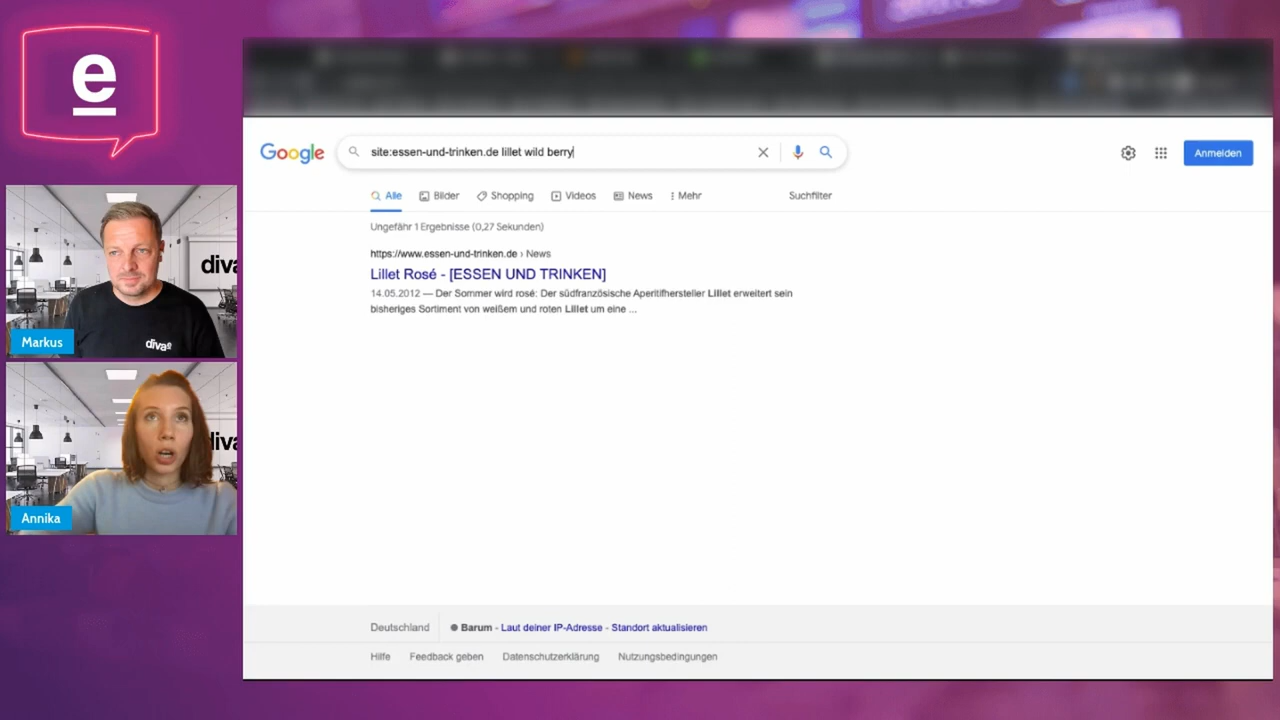 e
diva
divae
Markus
diva
Annika
Google
site:essen-und-trinken.de lillet wild berry
Anmelden
Alle
Bilder
Shopping
Videos
News
Mehr
Suchfilter
Ungefähr 1 Ergebnisse (0,27 Sekunden)
https://www.essen-und-trinken.de › News
Lillet Rosé - [ESSEN UND TRINKEN]
14.05.2012 — Der Sommer wird rosé: Der südfranzösische Aperitifhersteller Lillet erweitert sein
bisheriges Sortiment von weißem und roten Lillet um eine ...
Deutschland
Barum - Laut deiner IP-Adresse - Standort aktualisieren
Hilfe
Feedback geben
Datenschutzerklärung
Nutzungsbedingungen